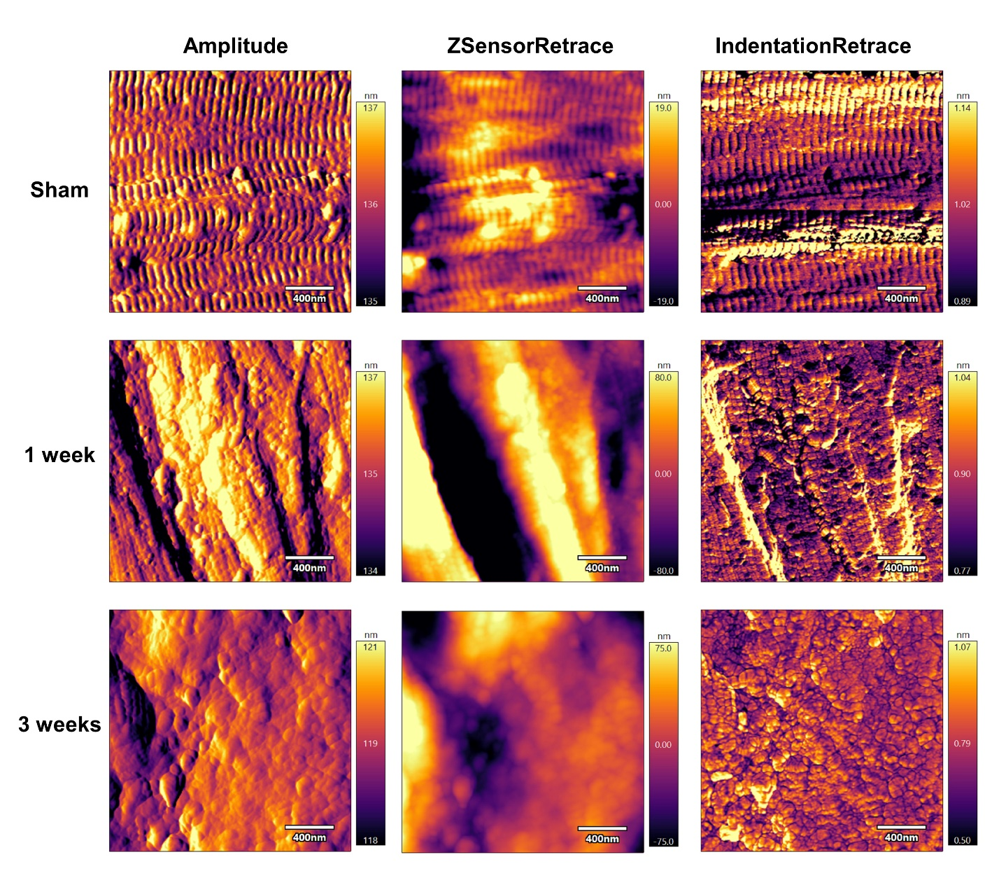 Amplitude
ZSensorRetrace
IndentationRetrace
Sham
nm
137
136
135
400nm
nm
19.0
0.00
-19.0
400nm
nm
1.14
1.02
0.89
400nm
1 week
nm
137
135
134
400nm
nm
80.0
0.00
-80.0
400nm
nm
1.04
0.90
0.77
400nm
3 weeks
nm
121
119
118
400nm
nm
75.0
0.00
-75.0
400nm
nm
1.07
0.79
0.50
400nm